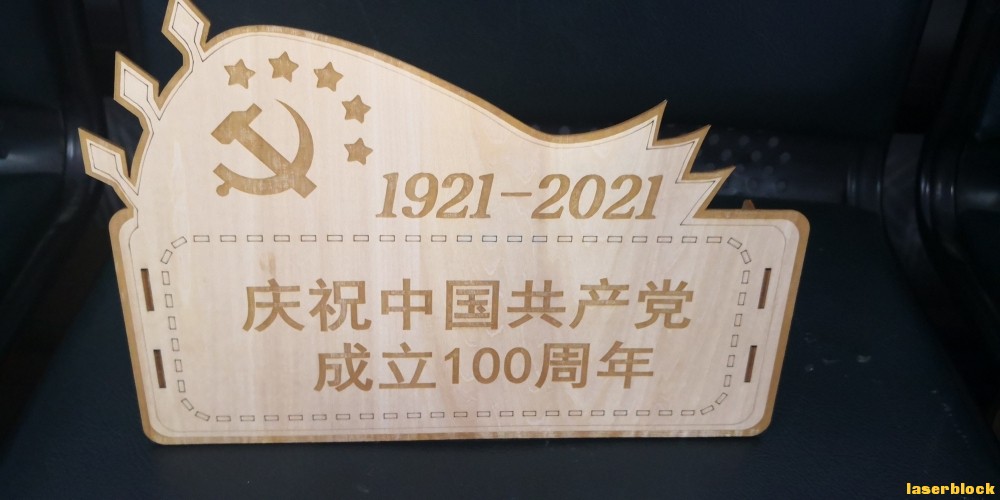 1921-2021
庆祝中国共产党
成立100周年
laserblock